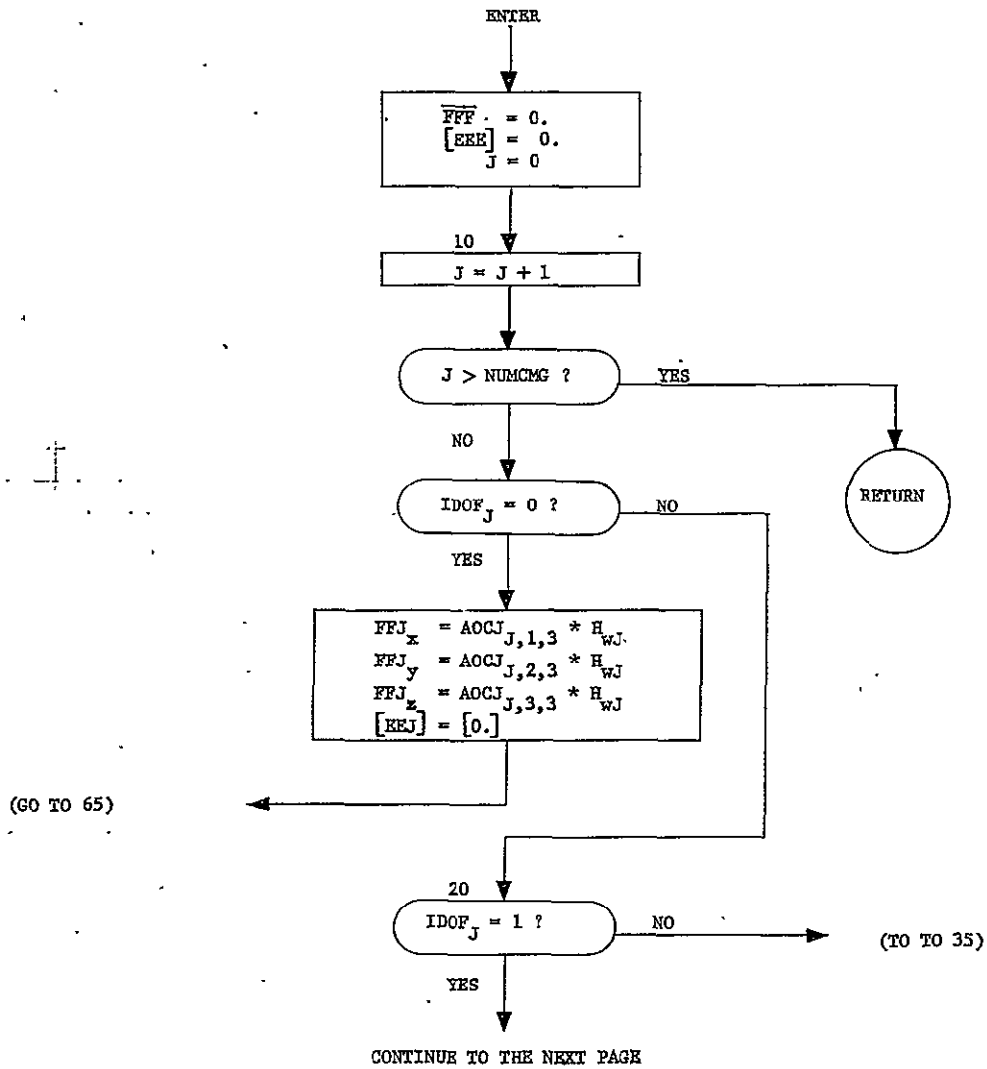 ENTER
FFF = 0.
[EEE] = 0.
J = 0
10
J = J + 1
J > NUMCMG ?
YES
NO
RETURN
IDOF_J = 0 ?
NO
YES
FFJ_x = AOCJ_J,1,3 * H_wJ
FFJ_y = AOCJ_J,2,3 * H_wJ
FFJ_z = AOCJ_J,3,3 * H_wJ
[EEJ] = [0.]
(GO TO 65)
20
IDOF_J = 1 ?
NO
(TO TO 35)
YES
CONTINUE TO THE NEXT PAGE